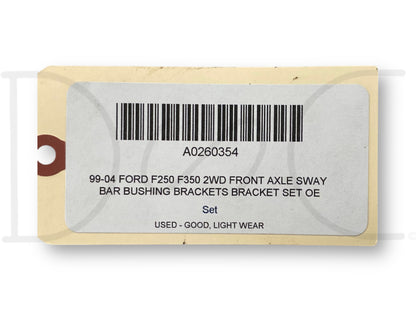 A0260354
99-04 FORD F250 F350 2WD FRONT AXLE SWAY
BAR BUSHING BRACKETS BRACKET SET OE
Set
USED - GOOD, LIGHT WEAR